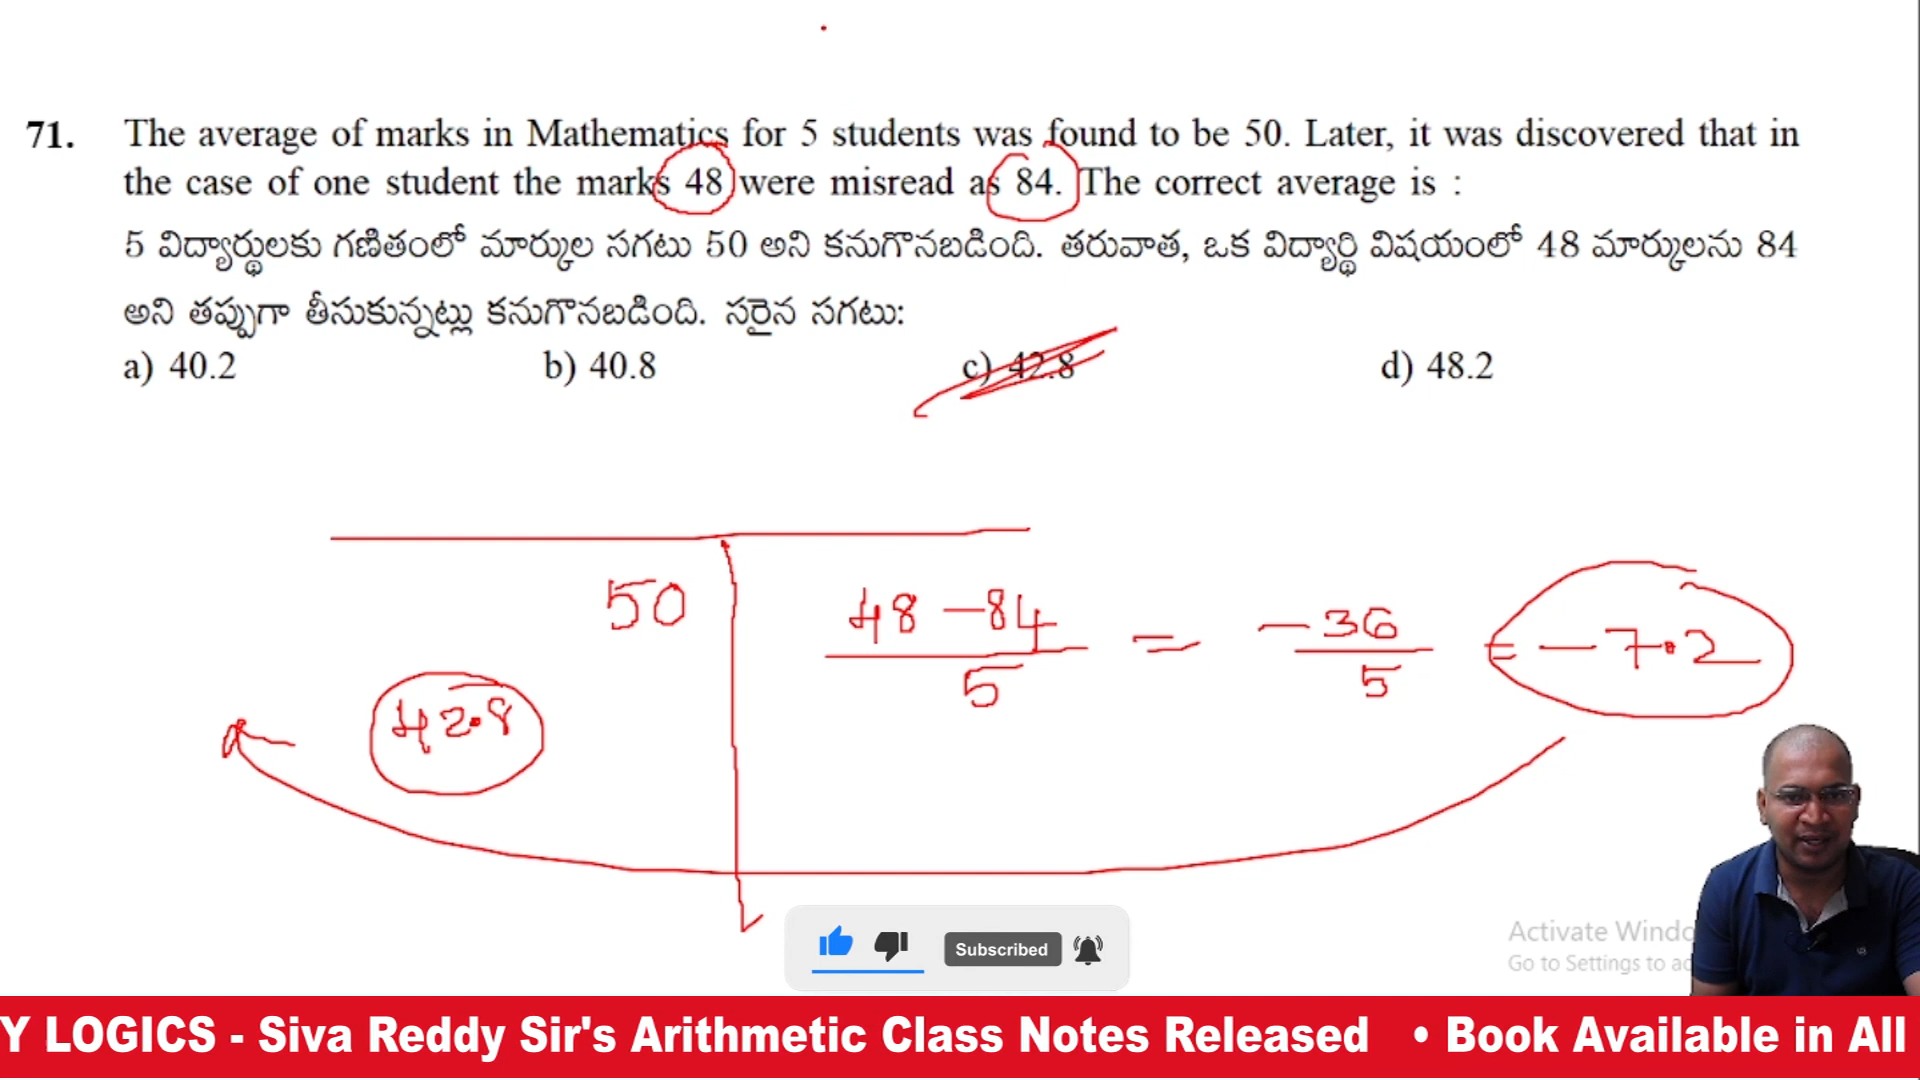 71. The average of marks in Mathematics for 5 students was found to be 50. Later, it was discovered that in
the case of one student the marks 48 were misread as 84. The correct average is :
5 విద్యార్థులకు గణితంలో మార్కుల సగటు 50 అని కనుగొనబడింది. తరువాత, ఒక విద్యార్థి విషయంలో 48 మార్కులను 84
అని తప్పుగా తీసుకున్నట్లు కనుగొనబడింది. సరైన సగటు:
a) 40.2 b) 40.8 c) 42.8 d) 48.2
50 48 - 84 / 5 = - 36 / 5 = - 7.2
42.8
Subscribed
Activate Windo
Go to Settings to ac
Y LOGICS - Siva Reddy Sir's Arithmetic Class Notes Released • Book Available in All